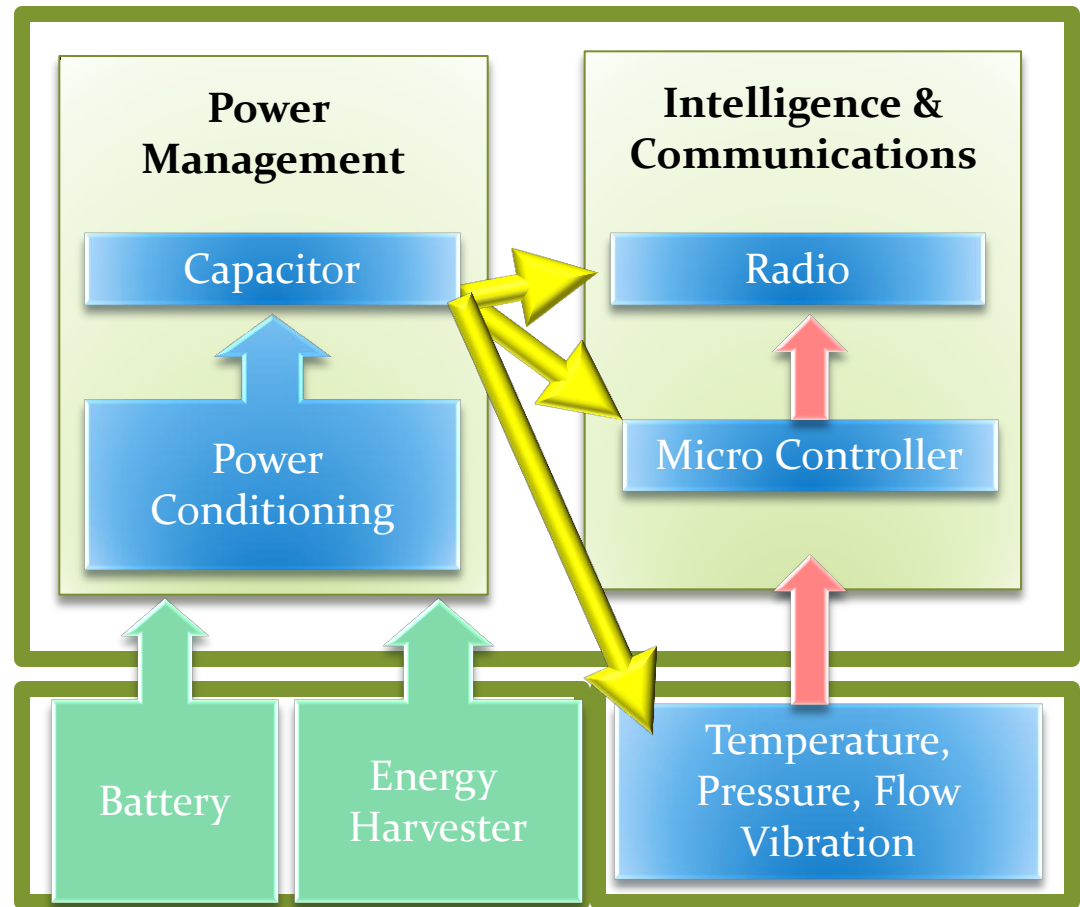 Power
Management
Capacitor
Power
Conditioning
Intelligence &
Communications
Radio
Micro Controller
Battery
Energy
Harvester
Temperature,
Pressure, Flow
Vibration